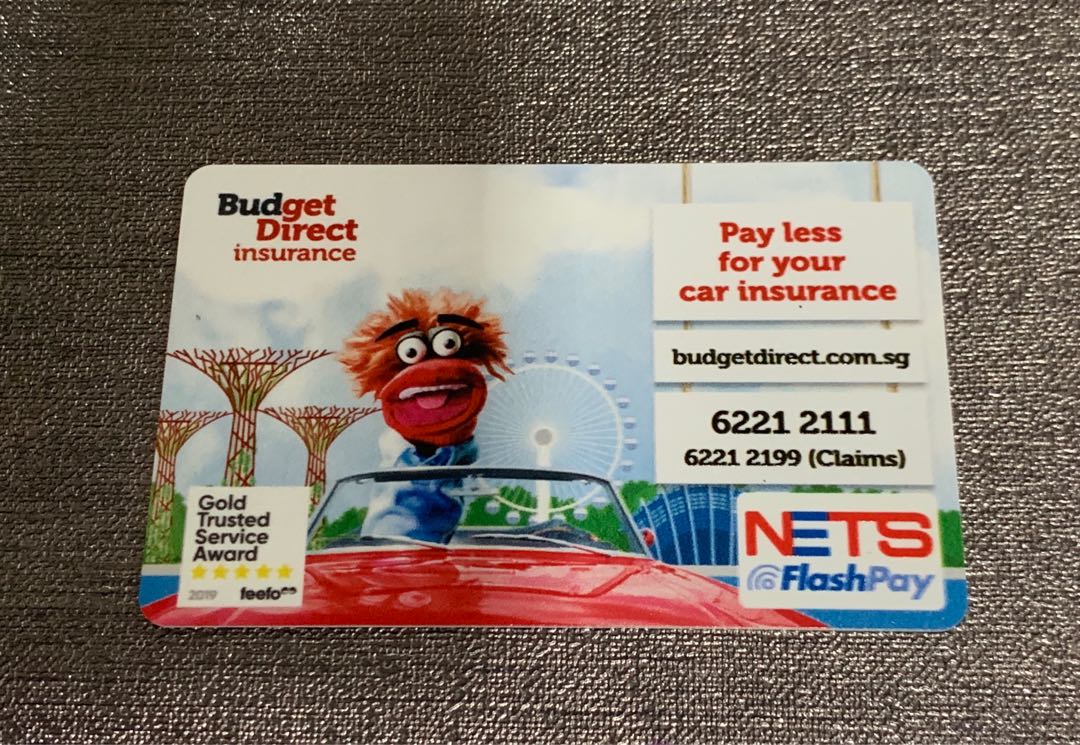 Budget
Direct
insurance
Pay less
for your
car insurance
budgetdirect.com.sg
6221 2111
6221 2199 (Claims)
Gold
Trusted
Service
Award
2019 feefo
NETS
FlashPay